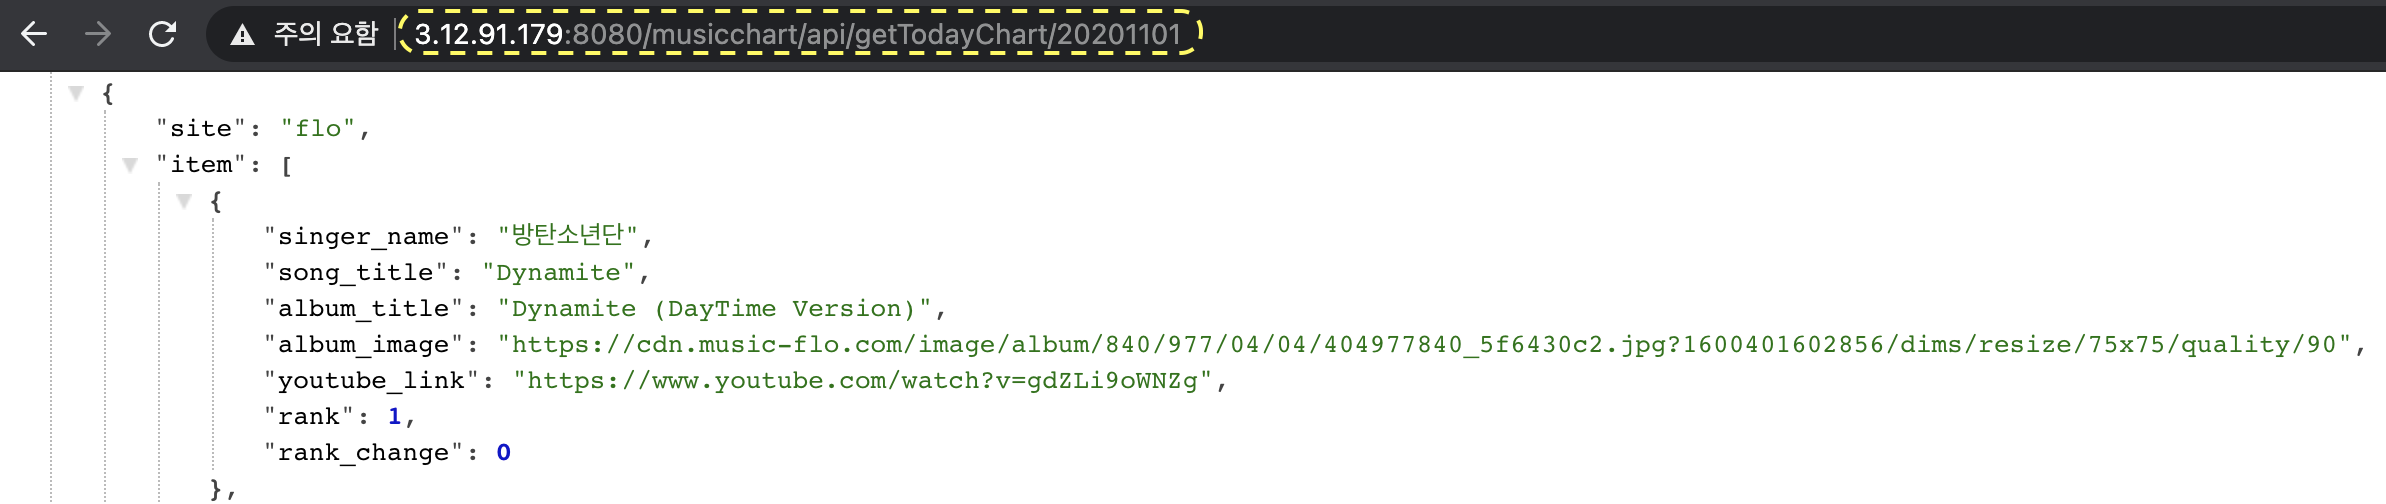 주의 요함 3.12.91.179:8080/musicchart/api/getTodayChart/20201101
{
"site": "flo",
"item": [
{
"singer_name": "방탄소년단",
"song_title": "Dynamite",
"album_title": "Dynamite (DayTime Version)",
"album_image": "https://cdn.music-flo.com/image/album/840/977/04/04/404977840_5f6430c2.jpg?1600401602856/dims/resize/75x75/quality/90",
"youtube_link": "https://www.youtube.com/watch?v=gdZLi9oWNZg",
"rank": 1,
"rank_change": 0
},